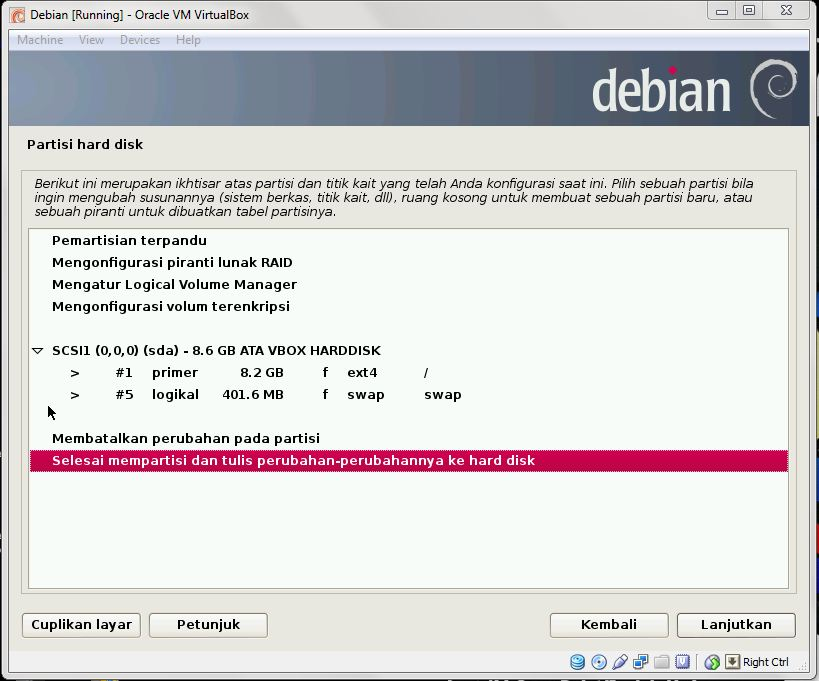 Debian [Running] - Oracle VM VirtualBox
Machine View Devices Help
debian
Partisi hard disk
Berikut ini merupakan ikhtisar atas partisi dan titik kait yang telah Anda konfigurasi saat ini. Pilih sebuah partisi bila
ingin mengubah susunannya (sistem berkas, titik kait, dll), ruang kosong untuk membuat sebuah partisi baru, atau
sebuah piranti untuk dibuatkan tabel partisinya.
Pemartisian terpandu
Mengonfigurasi piranti lunak RAID
Mengatur Logical Volume Manager
Mengonfigurasi volum terenkripsi
SCSI1 (0,0,0) (sda) - 8.6 GB ATA VBOX HARDDISK
> #1 primer 8.2 GB f ext4 /
> #5 logikal 401.6 MB f swap swap
Membatalkan perubahan pada partisi
Selesai mempartisi dan tulis perubahan-perubahannya ke hard disk
Cuplikan layar Petunjuk Kembali Lanjutkan
Right Ctrl